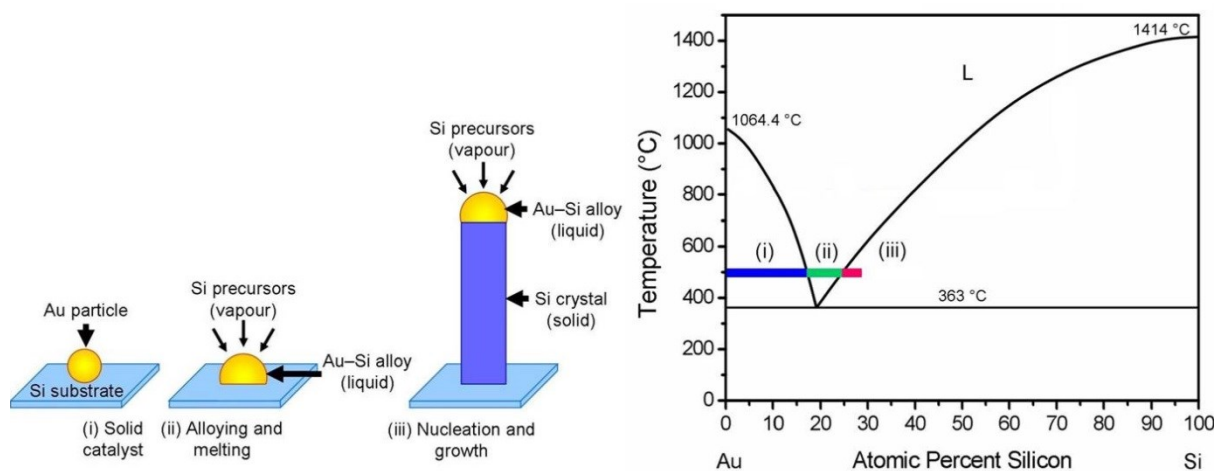 Au particle
Si substrate
(i) Solid
catalyst
Si precursors
(vapour)
Au–Si alloy
(liquid)
(ii) Alloying and
melting
Si precursors
(vapour)
Au–Si alloy
(liquid)
Si crystal
(solid)
(iii) Nucleation and
growth
Temperature (°C)
1400
1200
1000
800
600
400
200
0
1414 °C
L
1064.4 °C
(i)
(ii)
(iii)
363 °C
0 10 20 30 40 50 60 70 80 90 100
Au Atomic Percent Silicon Si